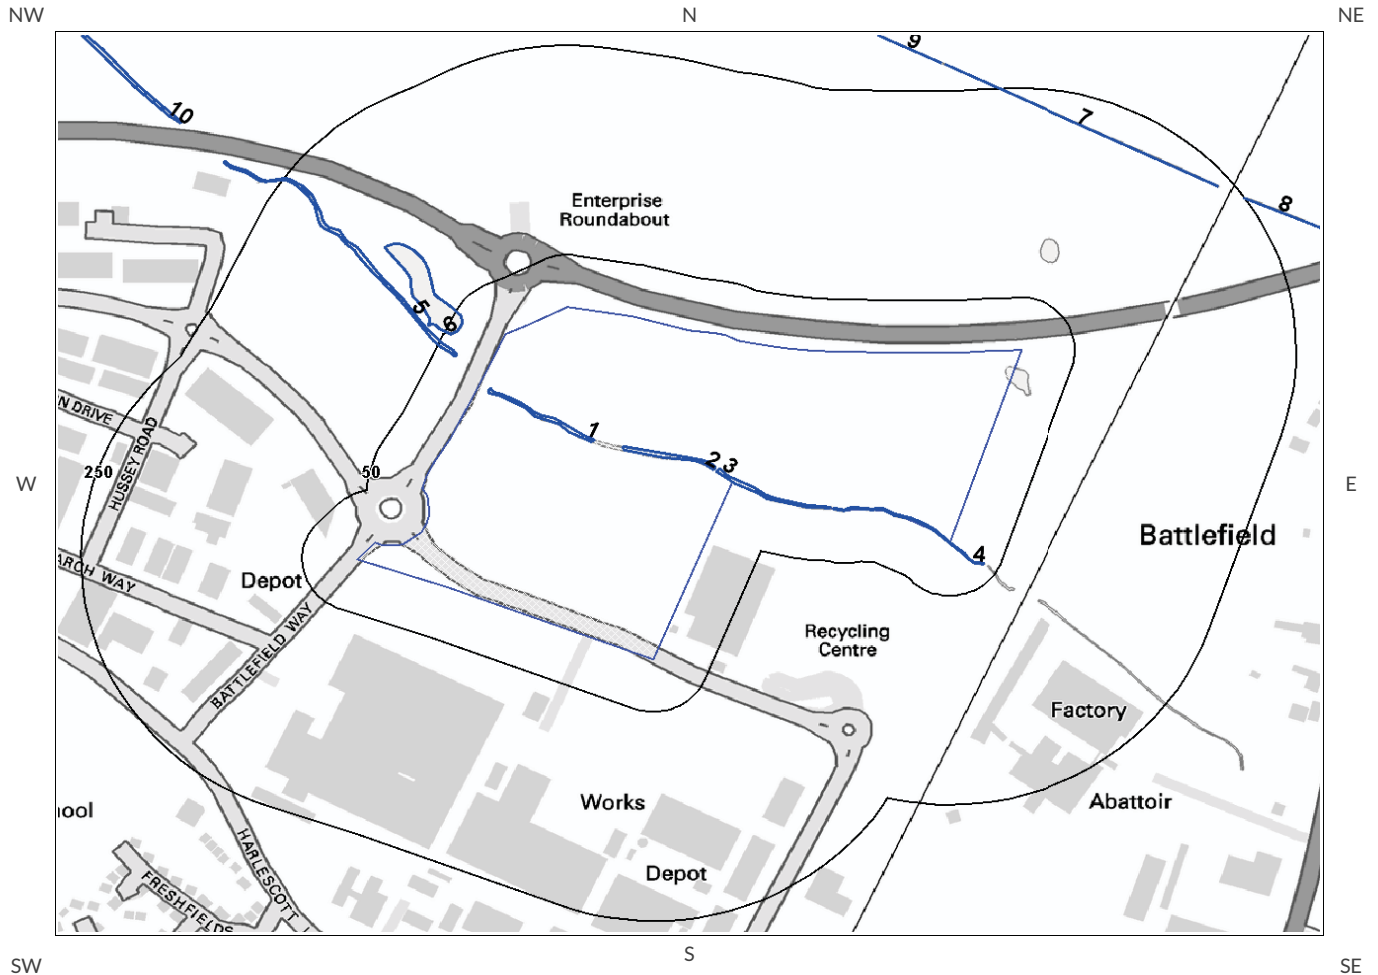 NW
N
NE
9
10
7
8
Enterprise
Roundabout
5
6
N DRIVE
HUSSEY ROAD
250
50
1
2 3
W
E
4
Battlefield
ARCH WAY
Depot
BATTLEFIELD WAY
Recycling
Centre
Factory
Works
Abattoir
ool
HARLESCOTT
Depot
FRESHFIELDS
SW
S
SE